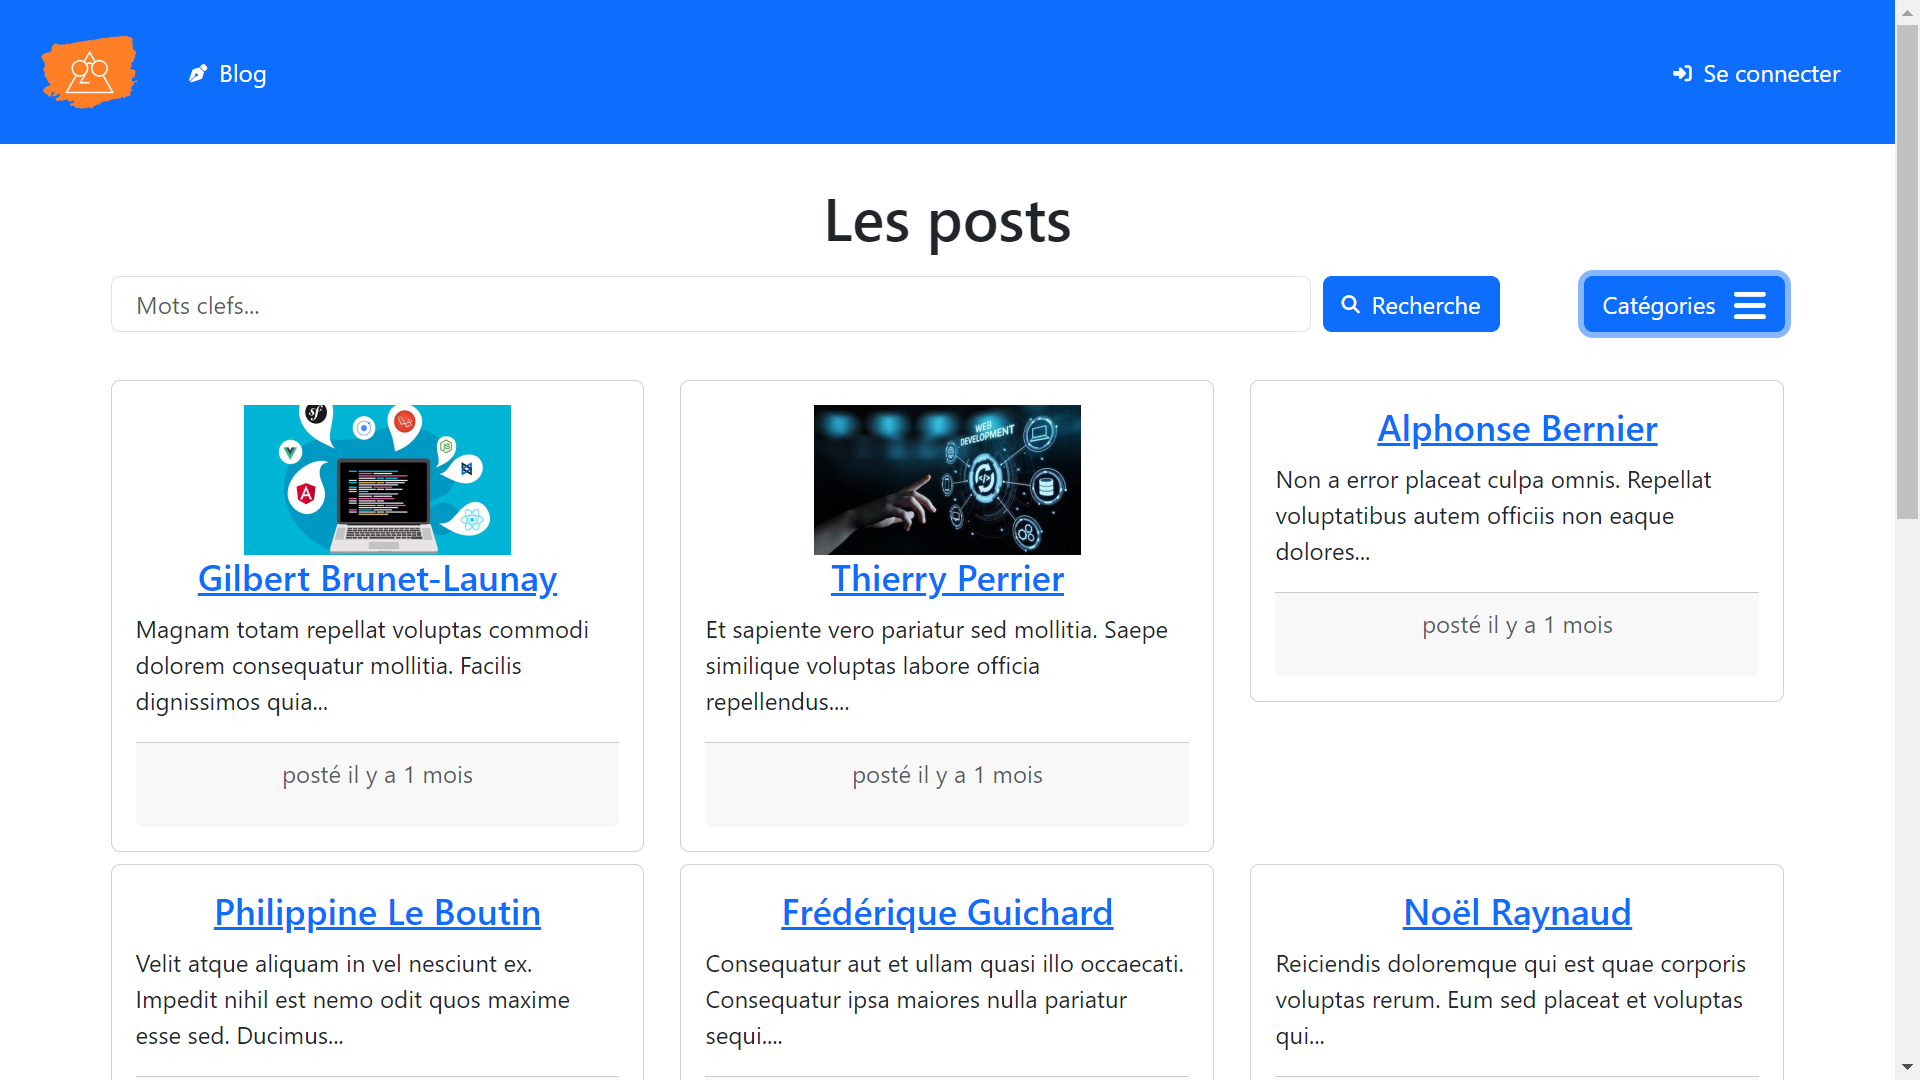 Blog
Se connecter
Les posts
Mots clefs...
Recherche
Catégories
sf
JS
A
Gilbert Brunet-Launay
Magnam totam repellat voluptas commodi
dolorem consequatur mollitia. Facilis
dignissimos quia...
posté il y a 1 mois
WEB
DEVELOPMENT
</>
Thierry Perrier
Et sapiente vero pariatur sed mollitia. Saepe
similique voluptas labore officia
repellendus....
posté il y a 1 mois
Alphonse Bernier
Non a error placeat culpa omnis. Repellat
voluptatibus autem officiis non eaque
dolores...
posté il y a 1 mois
Philippine Le Boutin
Velit atque aliquam in vel nesciunt ex.
Impedit nihil est nemo odit quos maxime
esse sed. Ducimus...
Frédérique Guichard
Consequatur aut et ullam quasi illo occaecati.
Consequatur ipsa maiores nulla pariatur
sequi....
Noël Raynaud
Reiciendis doloremque qui est quae corporis
voluptas rerum. Eum sed placeat et voluptas
qui...